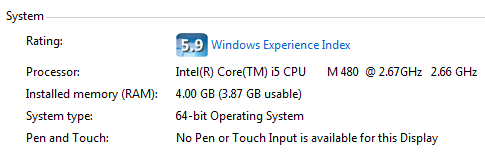 System
Rating: 5.9 Windows Experience Index
Processor: Intel(R) Core(TM) i5 CPU M 480 @ 2.67GHz 2.66 GHz
Installed memory (RAM): 4.00 GB (3.87 GB usable)
System type: 64-bit Operating System
Pen and Touch: No Pen or Touch Input is available for this Display